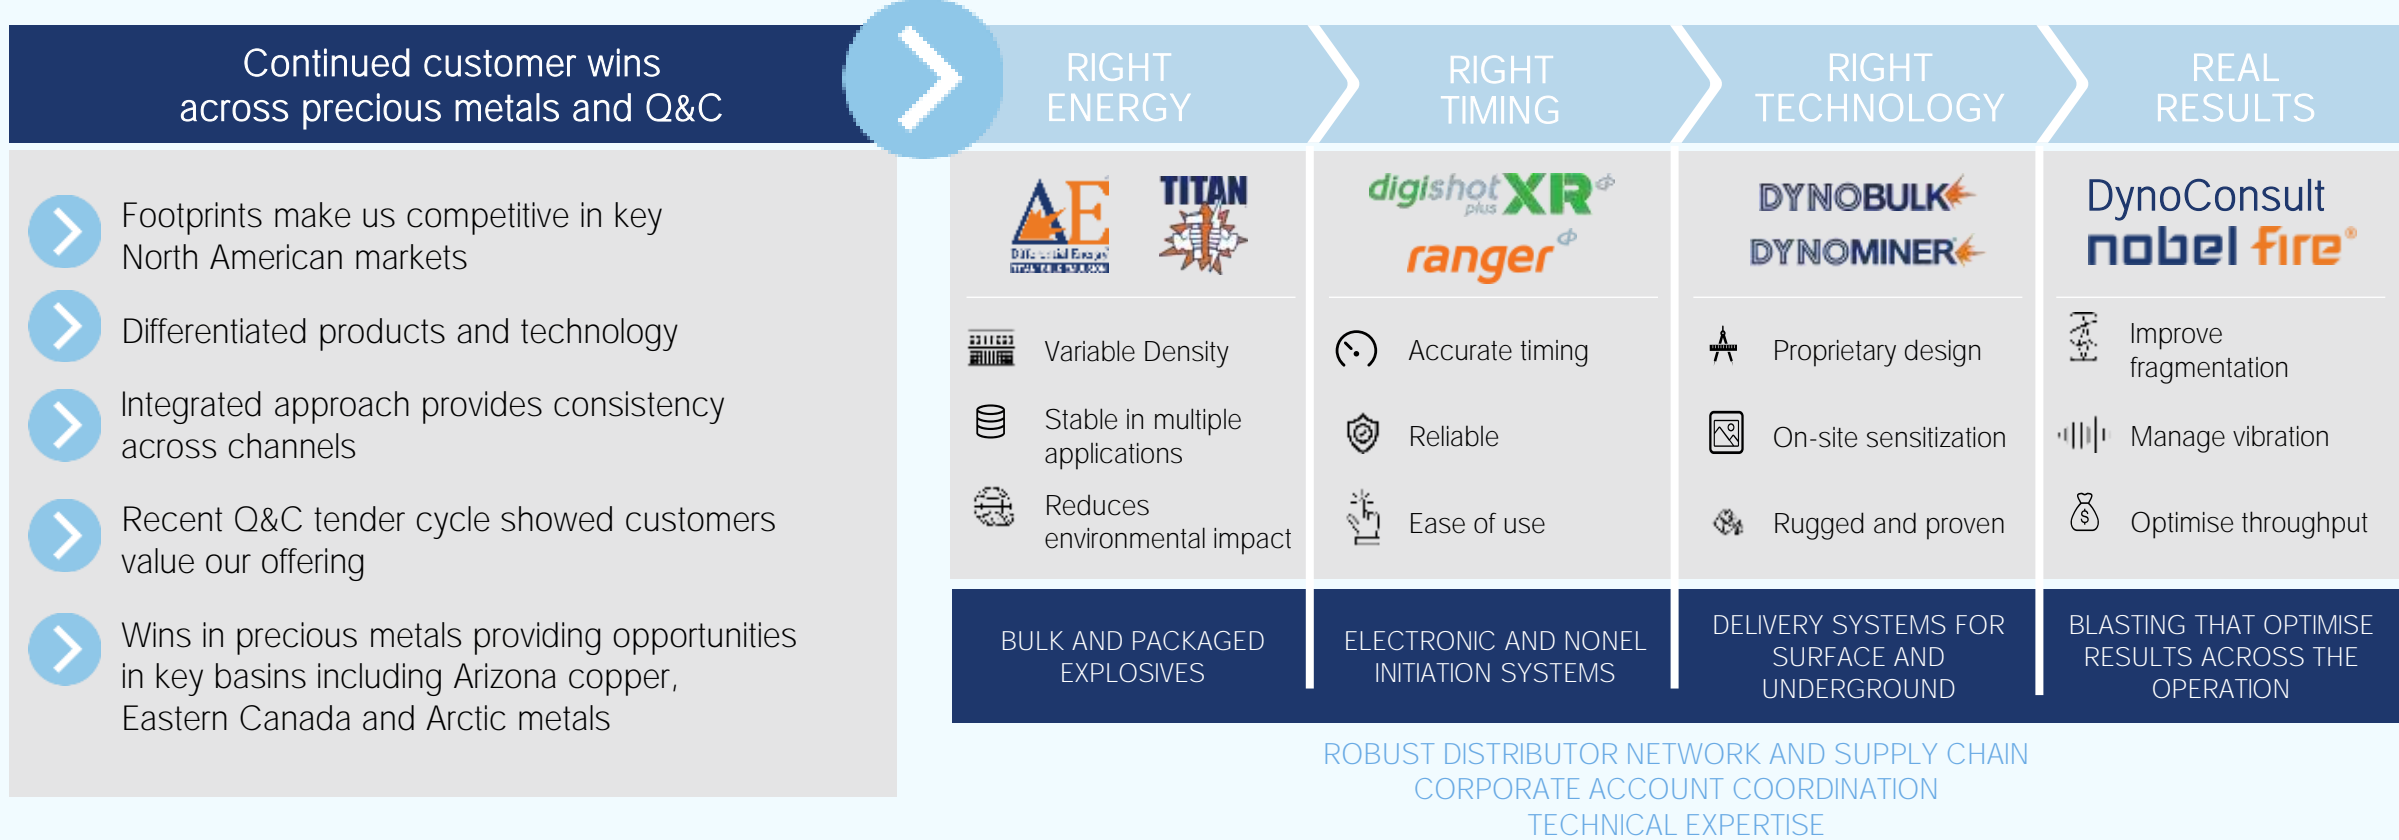 Continued customer wins
across precious metals and Q&C
Footprints make us competitive in key
North American markets
Differentiated products and technology
Integrated approach provides consistency
across channels
Recent Q&C tender cycle showed customers
value our offering
Wins in precious metals providing opportunities
in key basins including Arizona copper,
Eastern Canada and Arctic metals
RIGHT
ENERGY
ΔE
Differential Energy
TITAN
Variable Density
Stable in multiple
applications
Reduces
environmental impact
BULK AND PACKAGED
EXPLOSIVES
RIGHT
TIMING
digishot plus XR
ranger
Accurate timing
Reliable
Ease of use
ELECTRONIC AND NONEL
INITIATION SYSTEMS
RIGHT
TECHNOLOGY
DYNOBULK
DYNOMINER
Proprietary design
On-site sensitization
Rugged and proven
DELIVERY SYSTEMS FOR
SURFACE AND
UNDERGROUND
REAL
RESULTS
DynoConsult
nobel fire®
Improve
fragmentation
Manage vibration
Optimise throughput
BLASTING THAT OPTIMISE
RESULTS ACROSS THE
OPERATION
ROBUST DISTRIBUTOR NETWORK AND SUPPLY CHAIN
CORPORATE ACCOUNT COORDINATION
TECHNICAL EXPERTISE